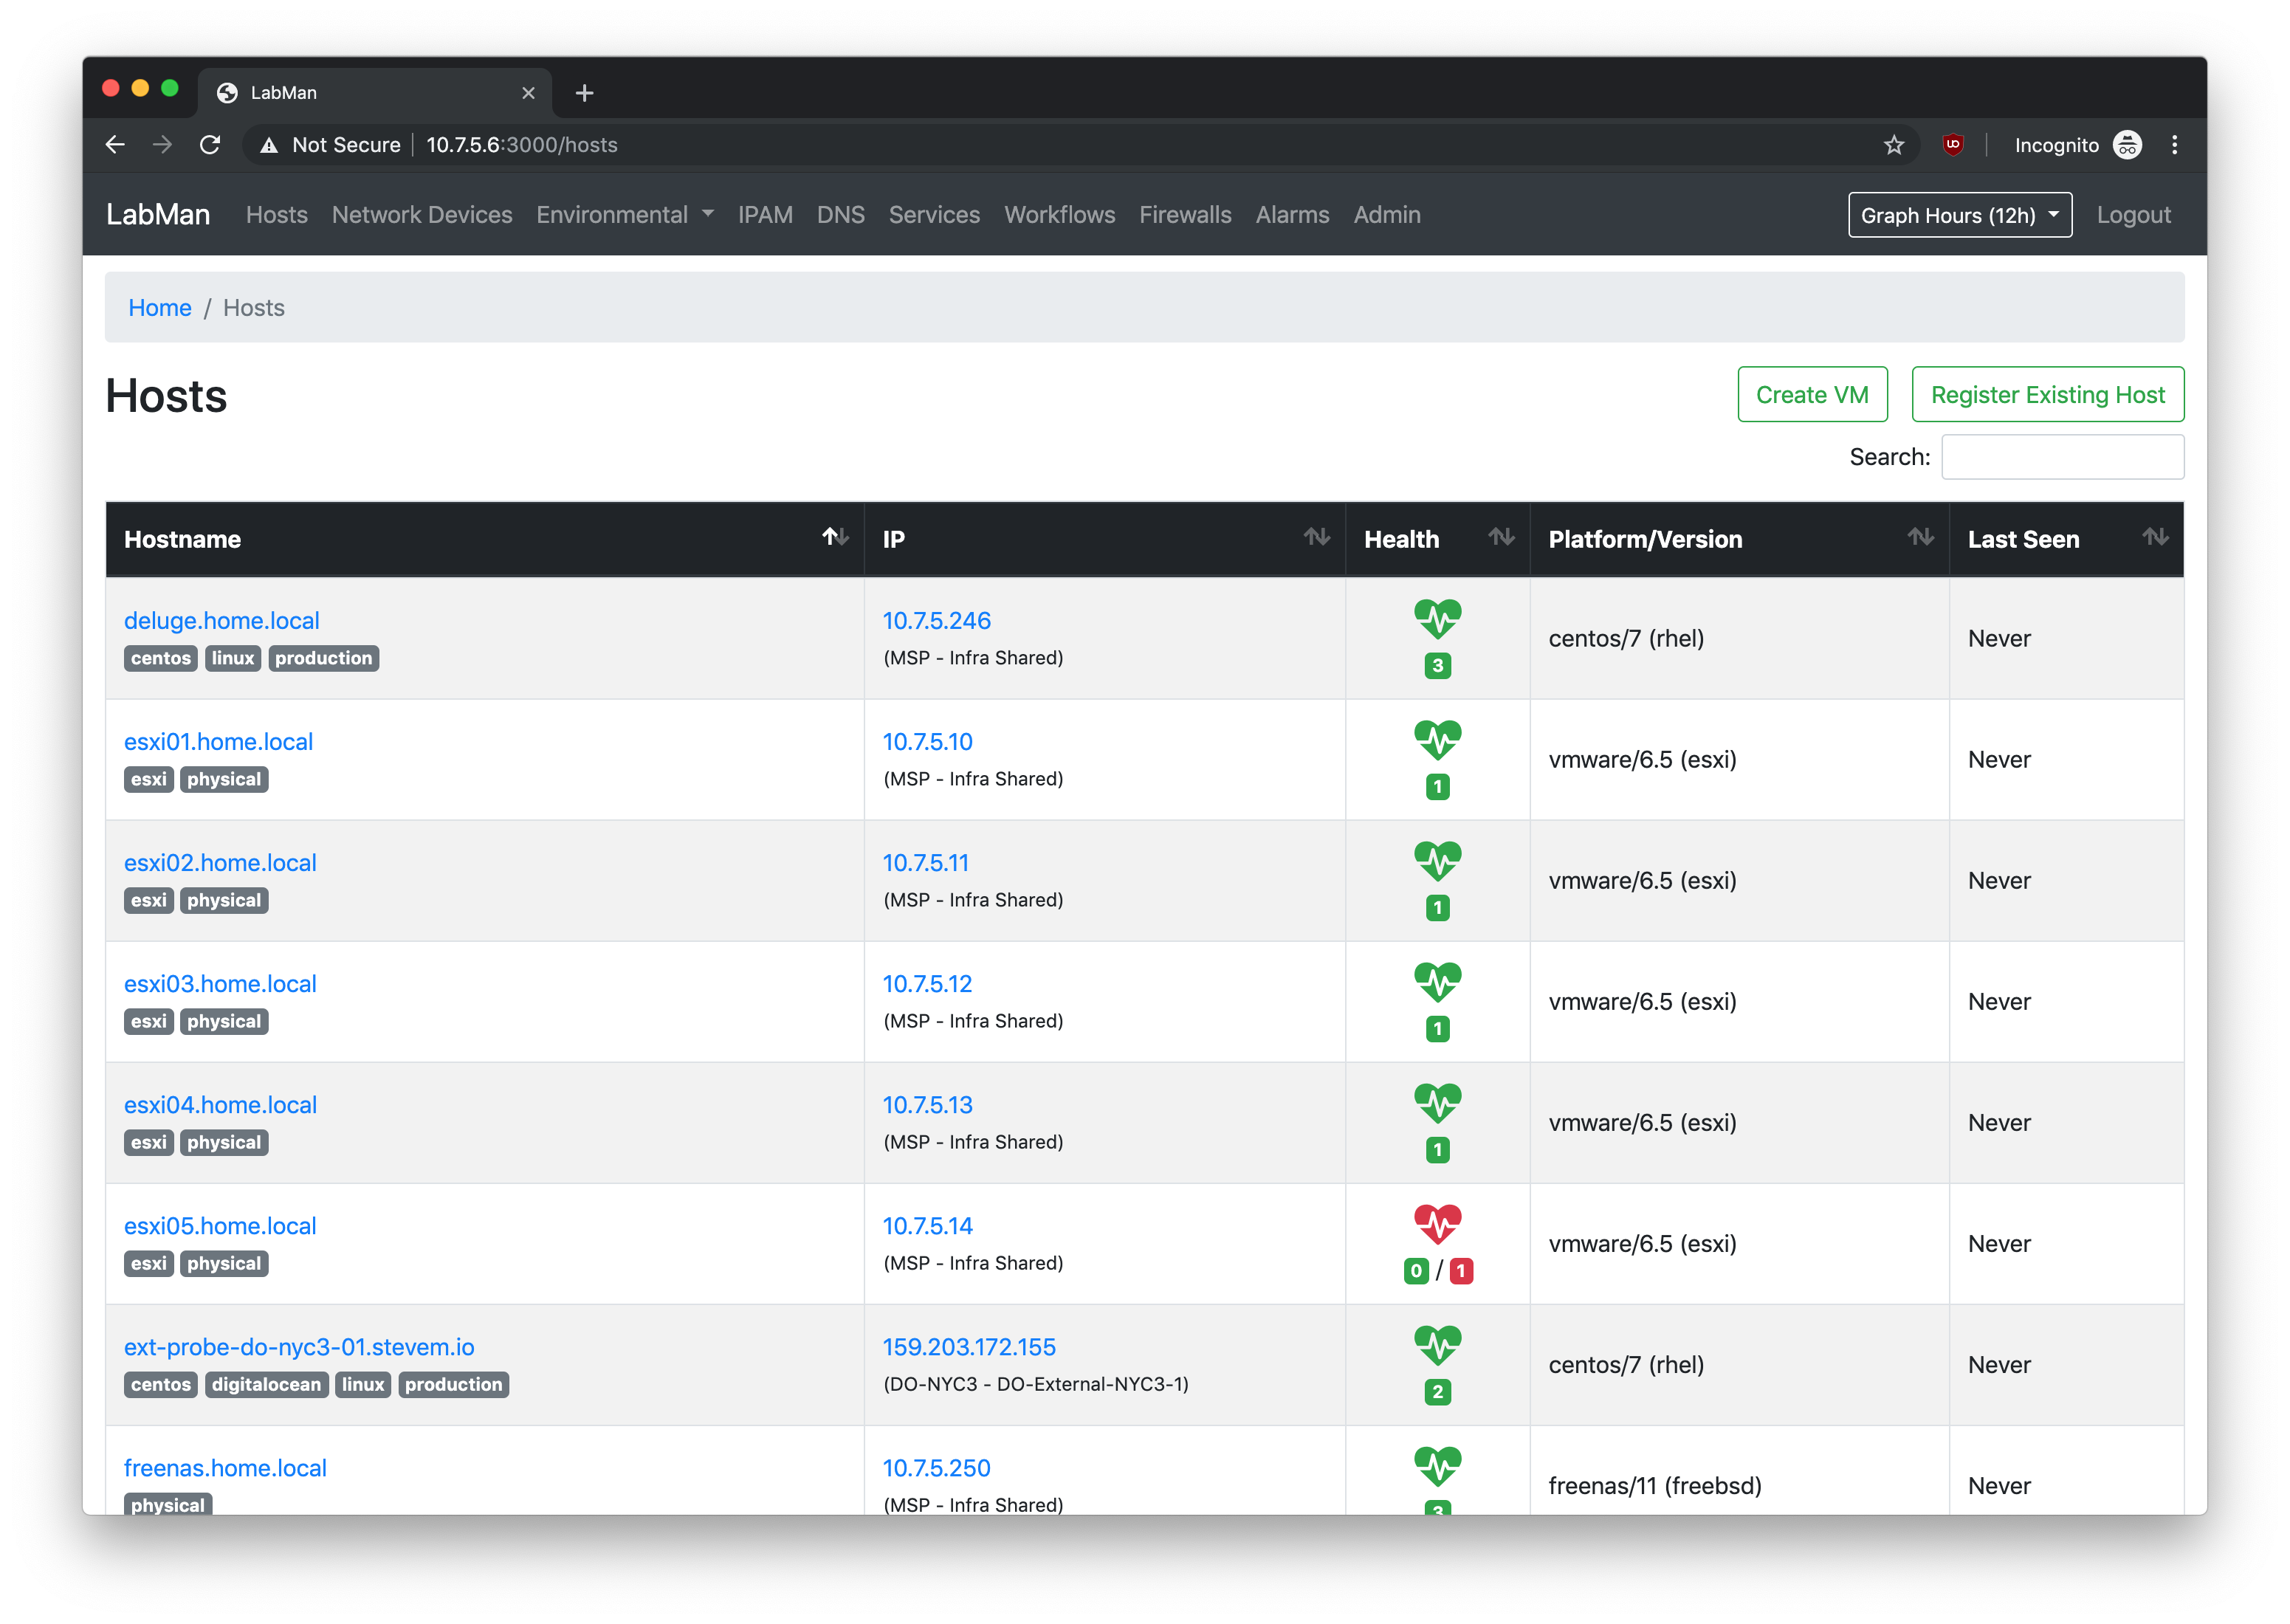 LabMan
Not Secure 10.7.5.6:3000/hosts
Incognito
LabMan Hosts Network Devices Environmental IPAM DNS Services Workflows Firewalls Alarms Admin Graph Hours (12h) Logout
Home / Hosts
Hosts
Create VM Register Existing Host
Search:
Hostname IP Health Platform/Version Last Seen
deluge.home.local 10.7.5.246
centos linux production (MSP - Infra Shared) 3 centos/7 (rhel) Never
esxi01.home.local 10.7.5.10
esxi physical (MSP - Infra Shared) 1 vmware/6.5 (esxi) Never
esxi02.home.local 10.7.5.11
esxi physical (MSP - Infra Shared) 1 vmware/6.5 (esxi) Never
esxi03.home.local 10.7.5.12
esxi physical (MSP - Infra Shared) 1 vmware/6.5 (esxi) Never
esxi04.home.local 10.7.5.13
esxi physical (MSP - Infra Shared) 1 vmware/6.5 (esxi) Never
esxi05.home.local 10.7.5.14
esxi physical (MSP - Infra Shared) 0 / 1 vmware/6.5 (esxi) Never
ext-probe-do-nyc3-01.stevem.io 159.203.172.155
centos digitalocean linux production (DO-NYC3 - DO-External-NYC3-1) 2 centos/7 (rhel) Never
freenas.home.local 10.7.5.250
physical (MSP - Infra Shared) 3 freenas/11 (freebsd) Never